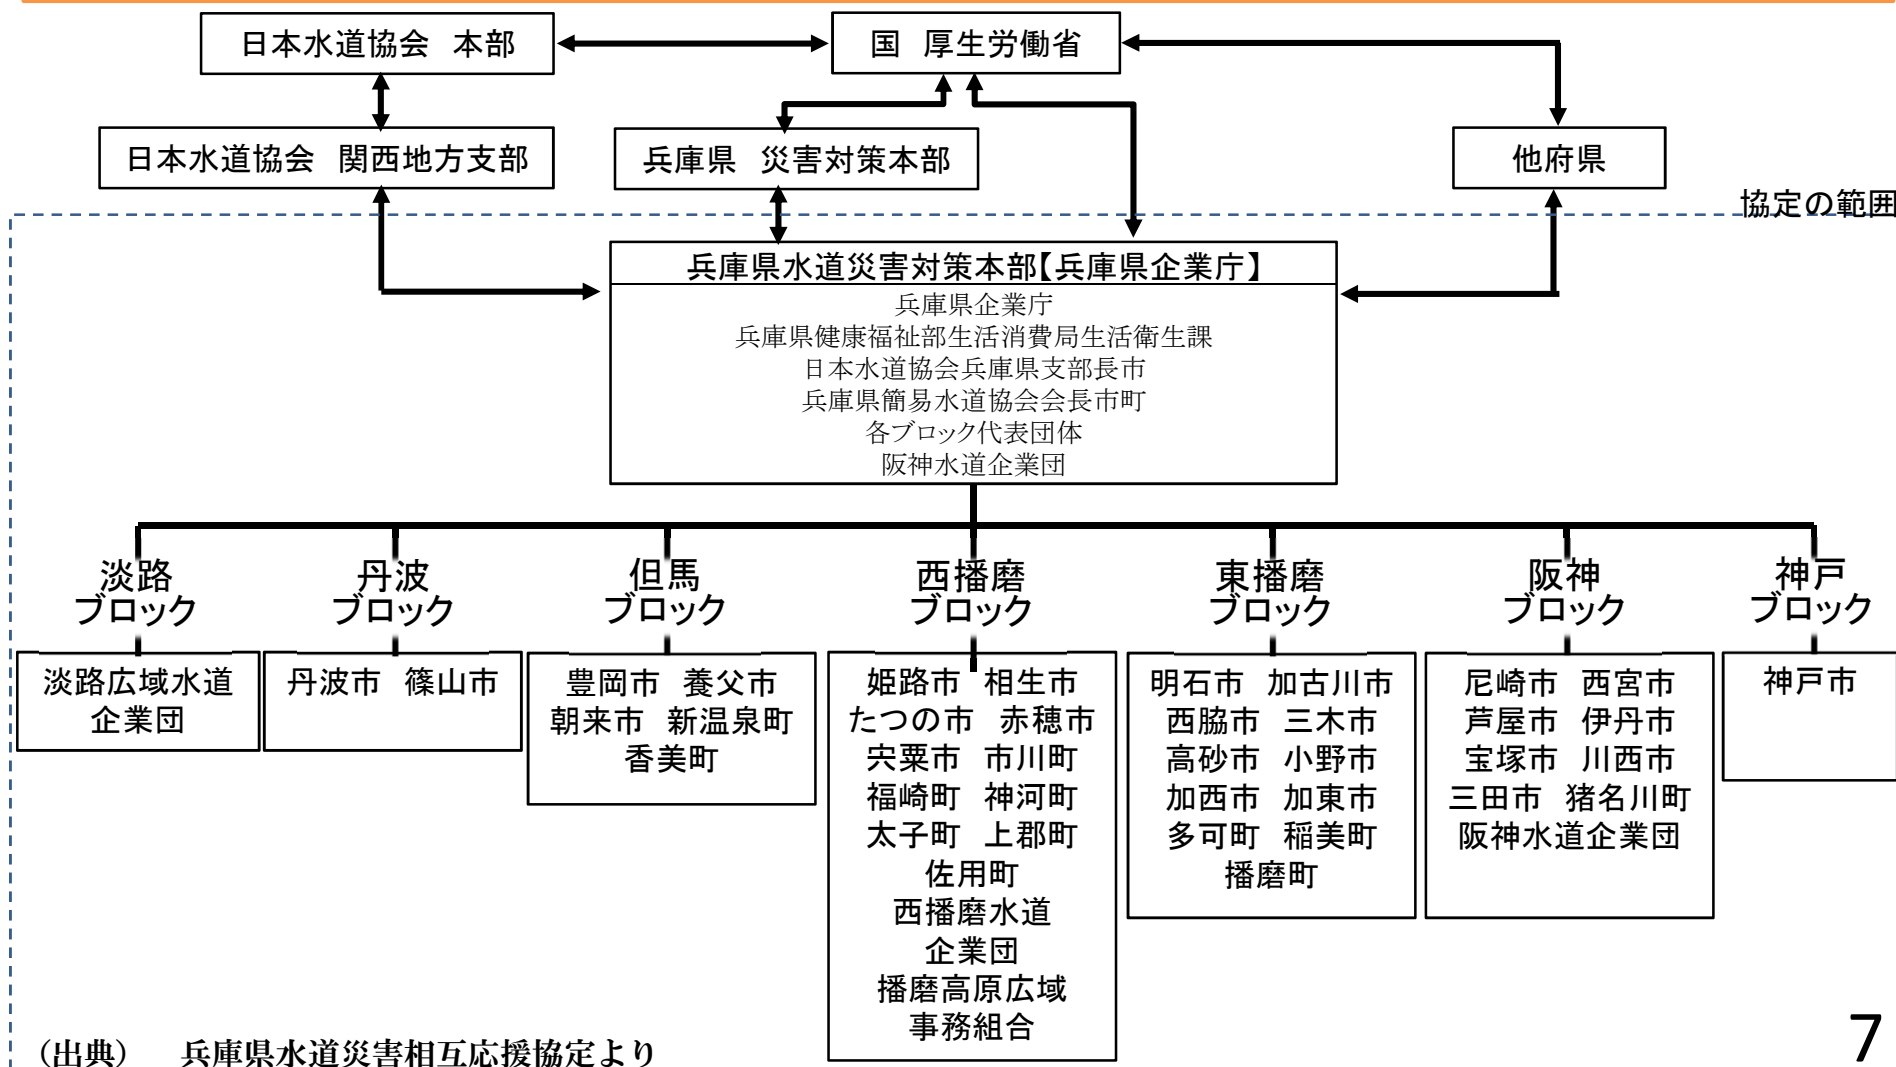 日本水道協会 本部
国 厚生労働省
日本水道協会 関西地方支部
兵庫県 災害対策本部
他府県
協定の範囲
兵庫県水道災害対策本部【兵庫県企業庁】
兵庫県企業庁
兵庫県健康福祉部生活消費局生活衛生課
日本水道協会兵庫県支部長市
兵庫県簡易水道協会会長市町
各ブロック代表団体
阪神水道企業団
淡路
ブロック
淡路広域水道
企業団
丹波
ブロック
丹波市 篠山市
但馬
ブロック
豊岡市 養父市
朝来市 新温泉町
香美町
西播磨
ブロック
姫路市 相生市
たつの市 赤穂市
宍粟市 市川町
福崎町 神河町
太子町 上郡町
佐用町
西播磨水道
企業団
播磨高原広域
事務組合
東播磨
ブロック
明石市 加古川市
西脇市 三木市
高砂市 小野市
加西市 加東市
多可町 稲美町
播磨町
阪神
ブロック
尼崎市 西宮市
芦屋市 伊丹市
宝塚市 川西市
三田市 猪名川町
阪神水道企業団
神戸
ブロック
神戸市
（出典） 兵庫県水道災害相互応援協定より
7